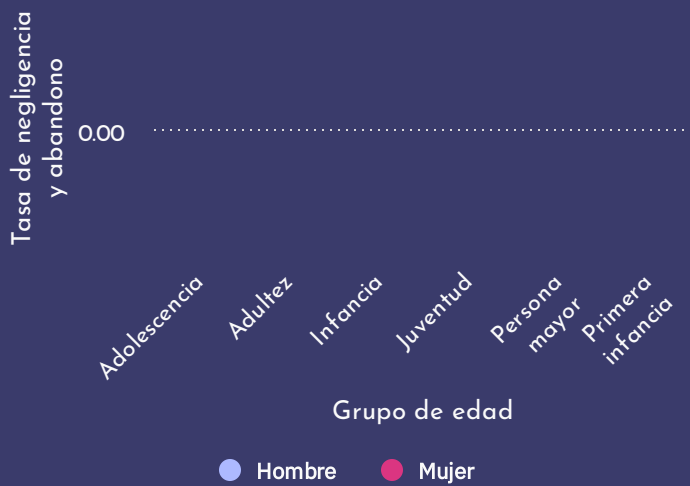 Tasa de negligencia
y abandono
0.00
Adolescencia
Adultez
Infancia
Juventud
Persona
mayor
Primera
infancia
Grupo de edad
Hombre
Mujer